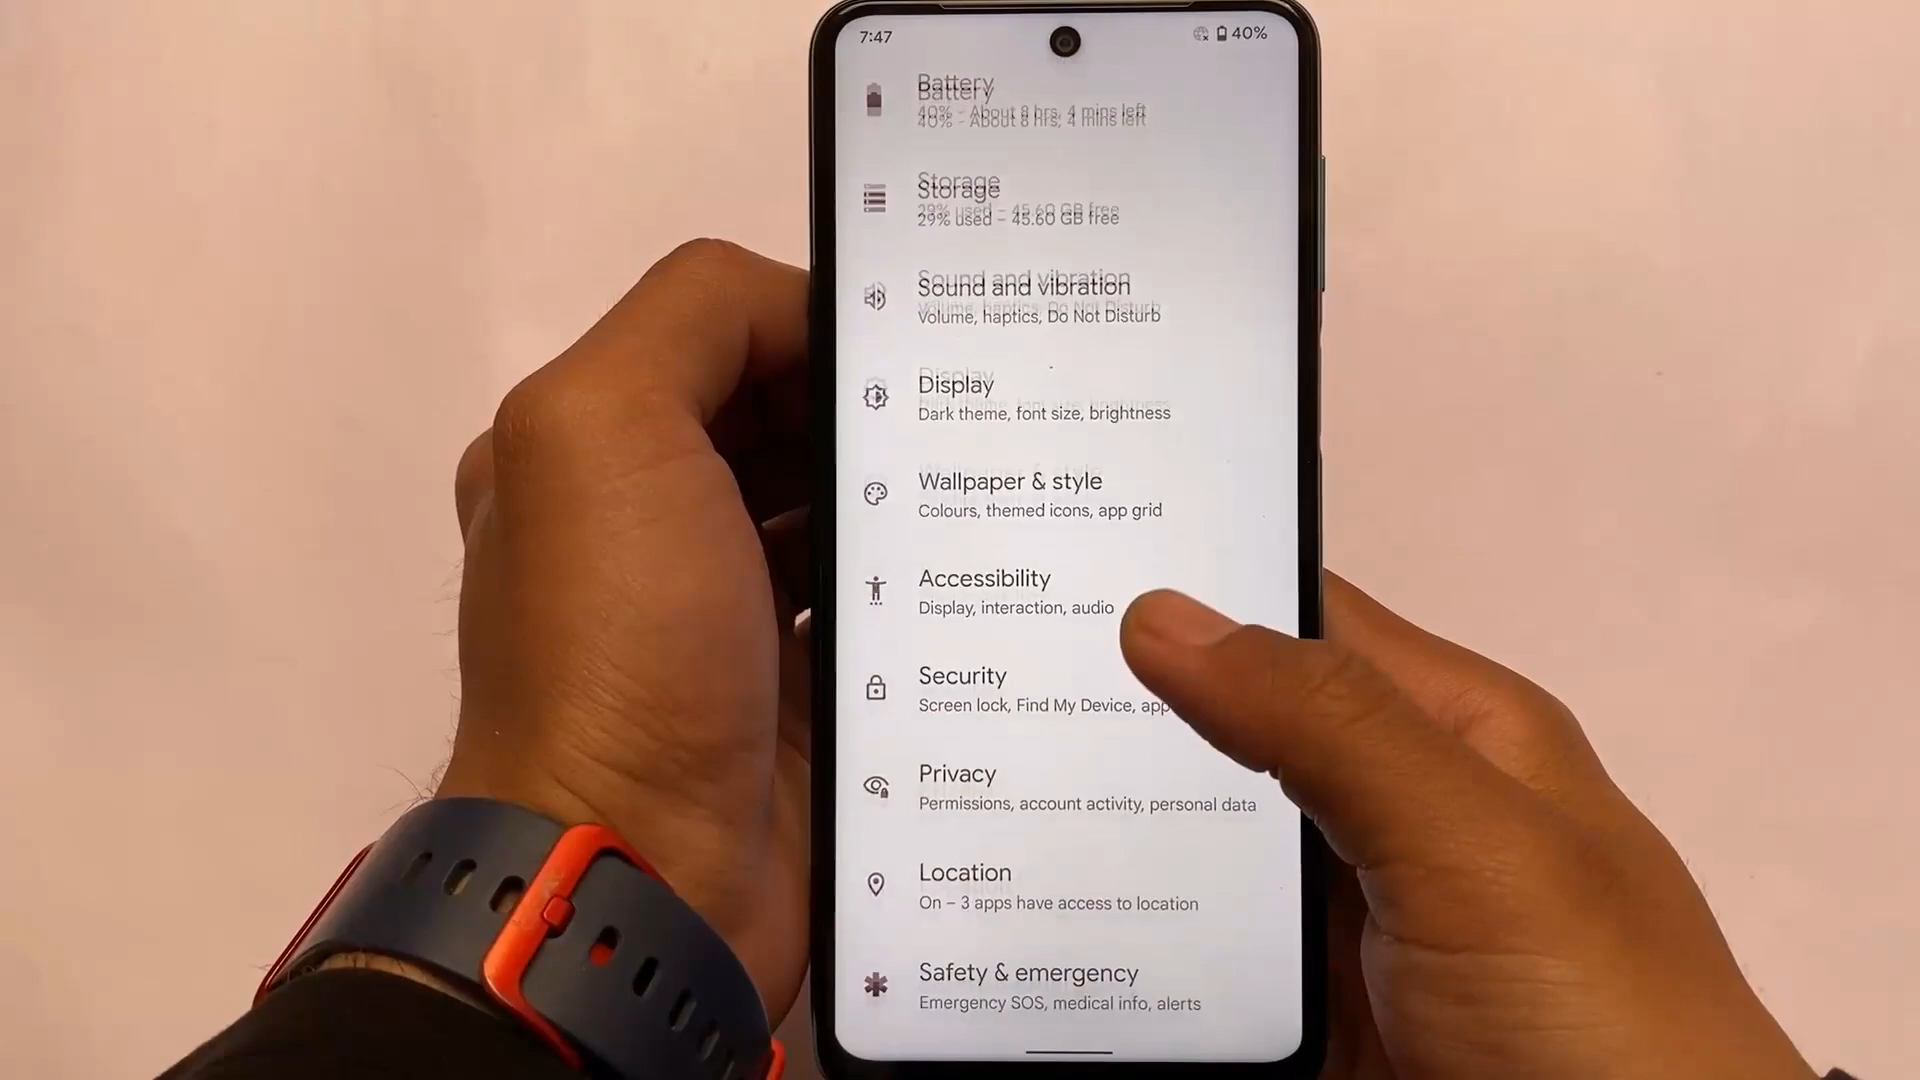 7:47
40%
Battery
40% - About 8 hrs, 4 mins left
Storage
29% used – 45.60 GB free
Sound and vibration
Volume, haptics, Do Not Disturb
Display
Dark theme, font size, brightness
Wallpaper & style
Colours, themed icons, app grid
Accessibility
Display, interaction, audio
Security
Screen lock, Find My Device, app
Privacy
Permissions, account activity, personal data
Location
On – 3 apps have access to location
Safety & emergency
Emergency SOS, medical info, alerts